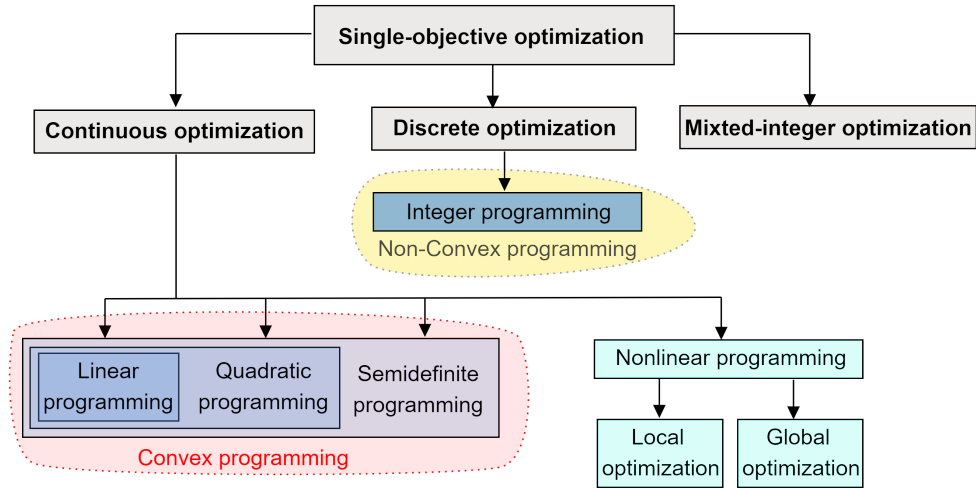 Single-objective optimization
Continuous optimization
Discrete optimization
Mixted-integer optimization
Integer programming
Non-Convex programming
Linear
programming
Quadratic
programming
Semidefinite
programming
Convex programming
Nonlinear programming
Local
optimization
Global
optimization